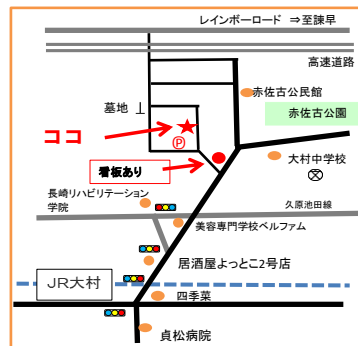 レインボーロード ⇒至諫早
高速道路
赤佐古公民館
墓地
赤佐古公園
ココ
Ⓟ
大村中学校
看板あり
長崎リハビリテーション
学院
久原池田線
美容専門学校ベルファム
居酒屋よっとこ2号店
JR大村
四季菜
貞松病院